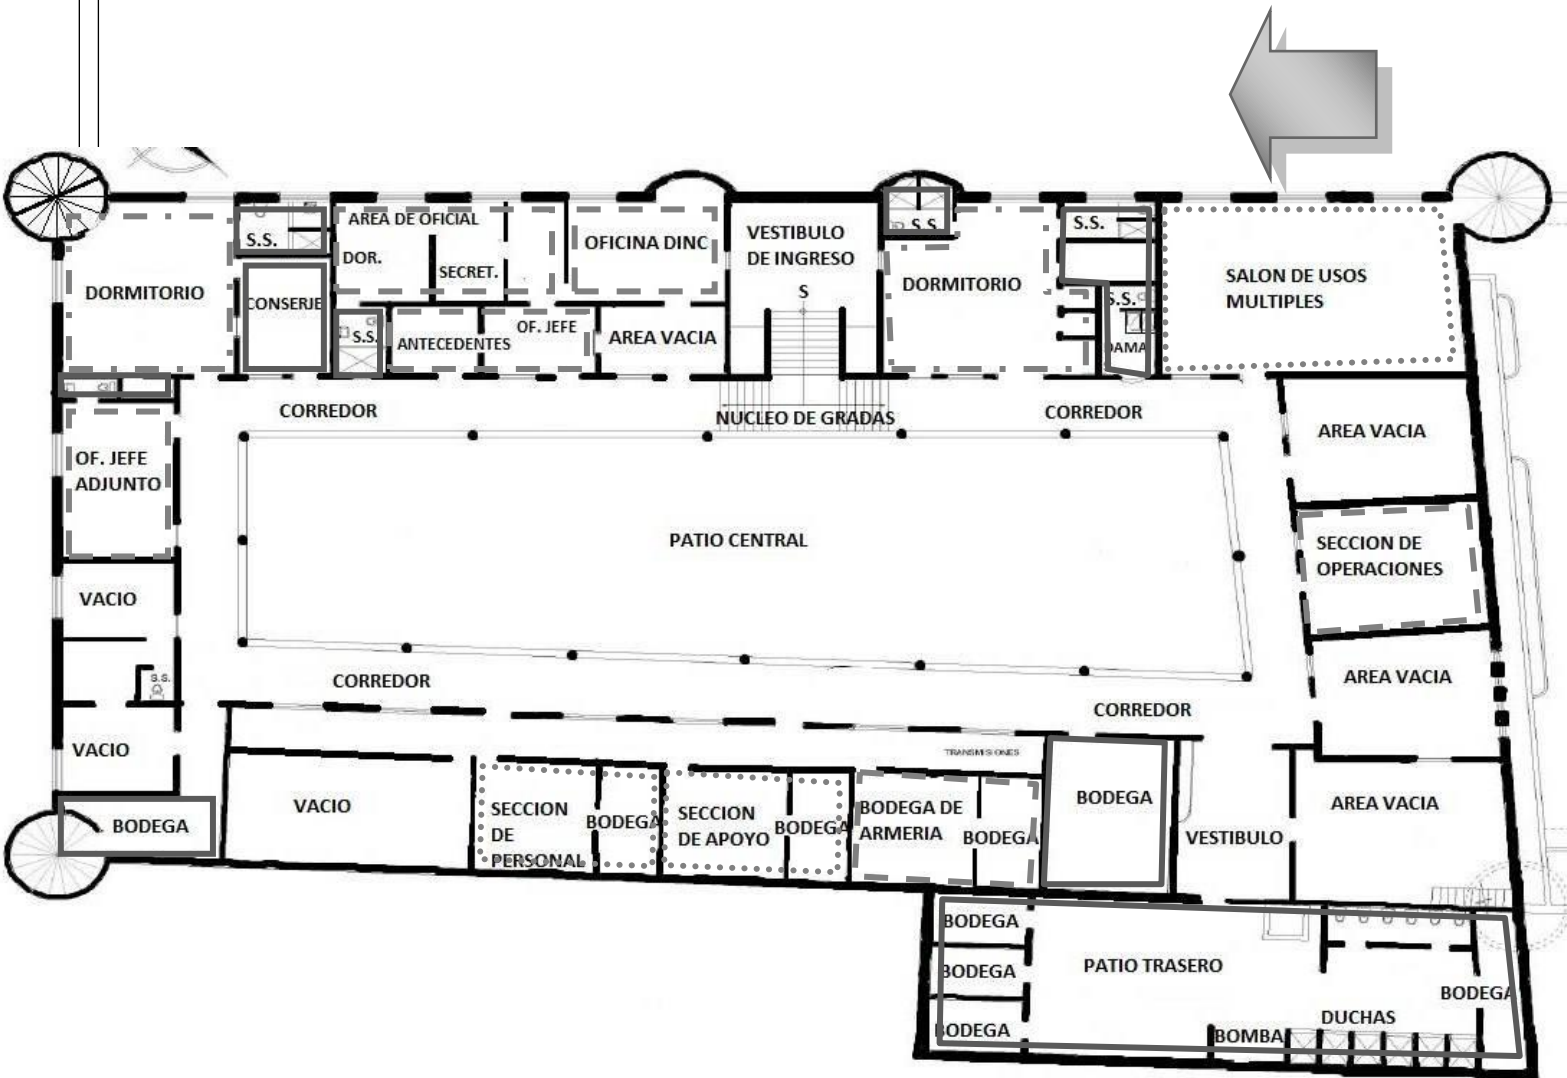 S.S.
AREA DE OFICIAL
DOR.
SECRET.
OFICINA DINC
VESTIBULO
DE INGRESO
S
S.S.
DORMITORIO
S.S.
S.S.
DAMA
SALON DE USOS
MULTIPLES
DORMITORIO
CONSERJE
S.S.
ANTECEDENTES
OF. JEFE
AREA VACIA
CORREDOR
NUCLEO DE GRADAS
CORREDOR
AREA VACIA
OF. JEFE
ADJUNTO
PATIO CENTRAL
SECCION DE
OPERACIONES
VACIO
S.S.
CORREDOR
AREA VACIA
CORREDOR
VACIO
TRANSMISIONES
BODEGA
VACIO
SECCION
DE
PERSONAL
BODEGA
SECCION
DE APOYO
BODEGA
BODEGA DE
ARMERIA
BODEGA
BODEGA
VESTIBULO
AREA VACIA
BODEGA
BODEGA
BODEGA
PATIO TRASERO
BODEGA
DUCHAS
BOMBA